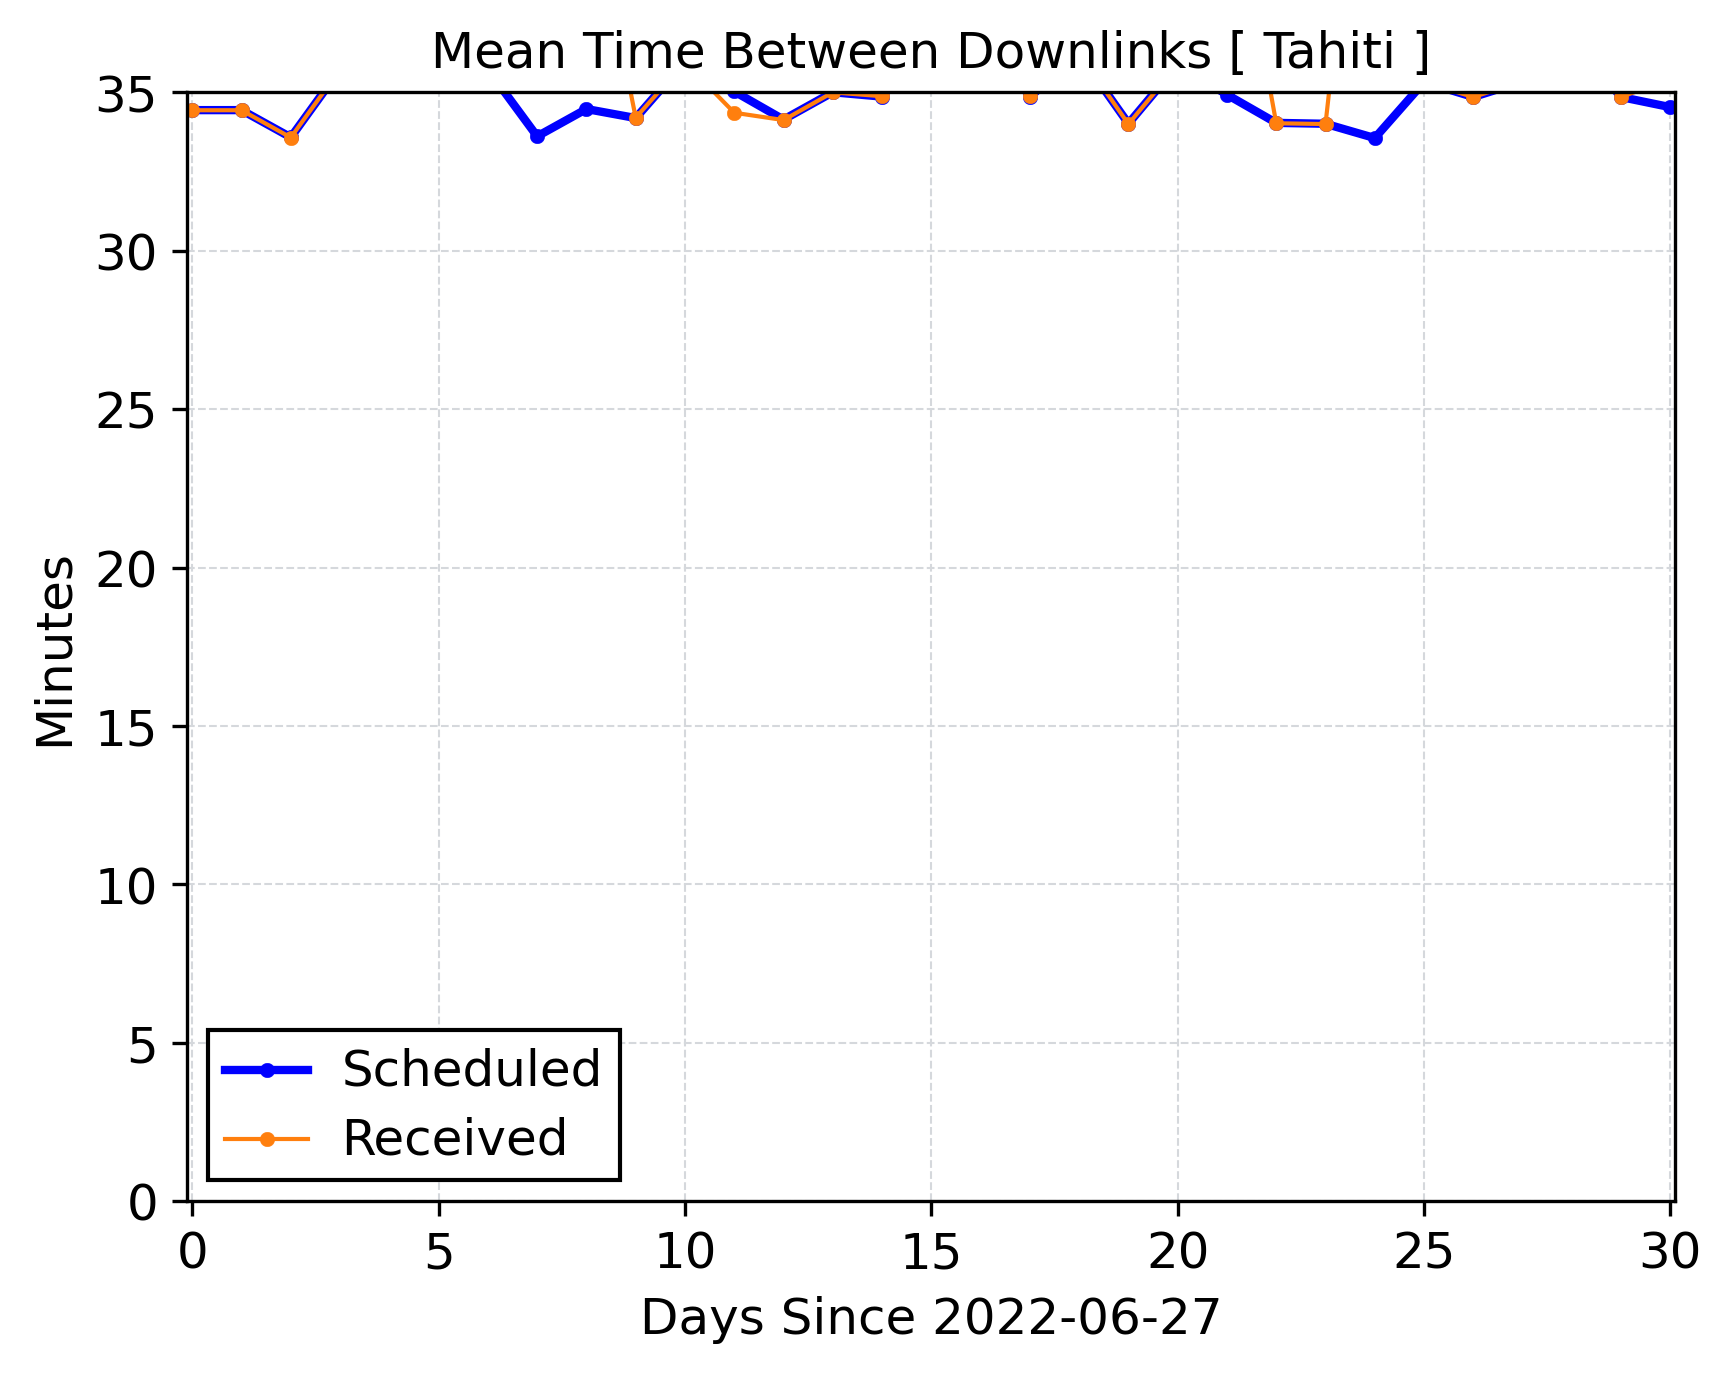 Mean Time Between Downlinks [ Tahiti ]
35
30
25
20
15
10
5
0
Minutes
Scheduled
Received
0 5 10 15 20 25 30
Days Since 2022-06-27